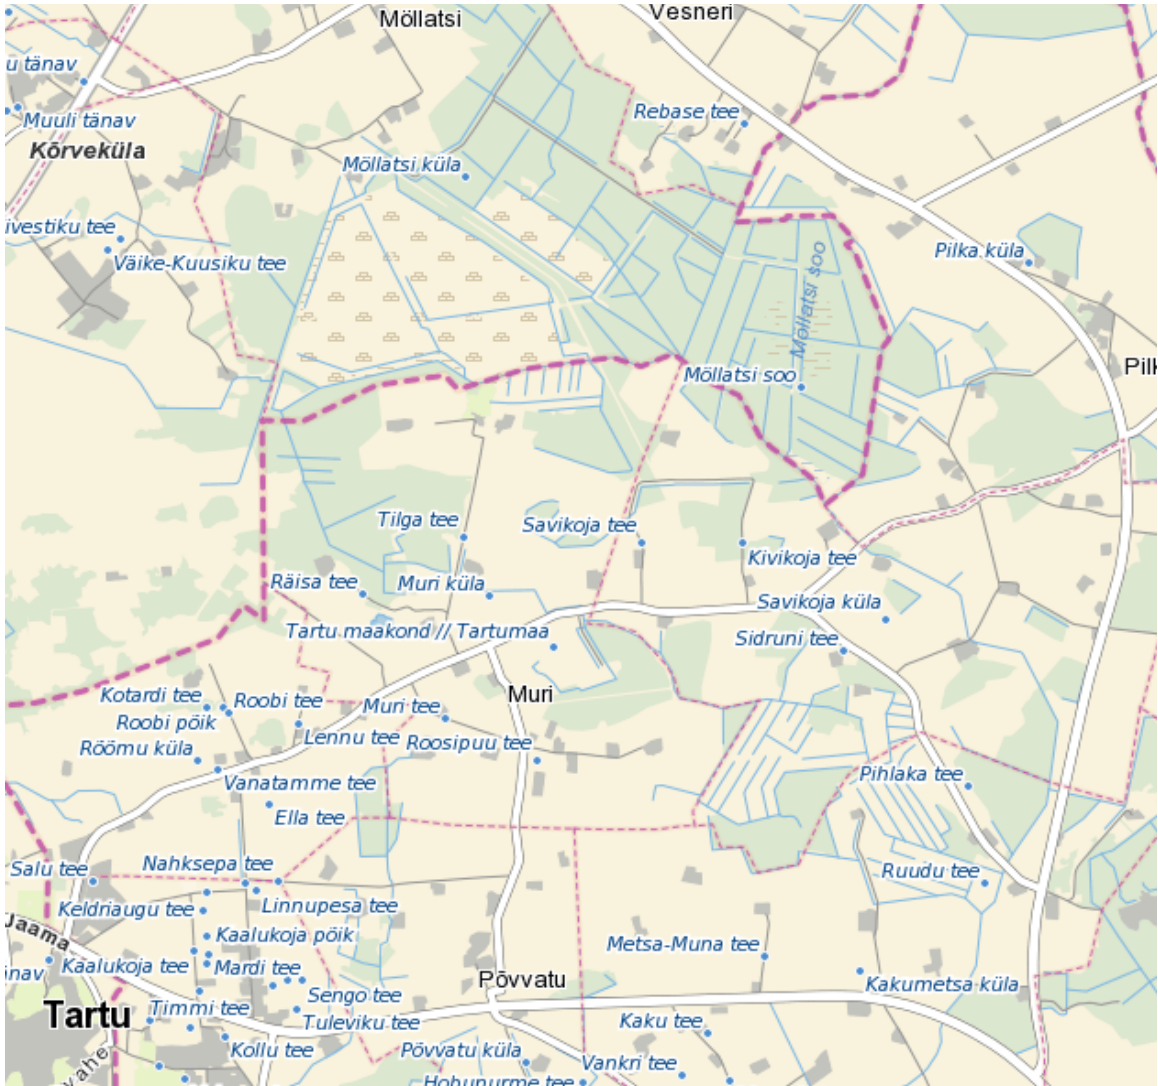 Möllatsi
Vesneri
u tänav
Muuli tänav
Rebase tee
Kõrveküla
Möllatsi küla
ivestiku tee
Väike-Kuusiku tee
Pilka küla
Möllatsi soo
Möllatsi soo
Pilk
Tilga tee
Savikoja tee
Kivikoja tee
Räisa tee
Muri küla
Savikoja küla
Tartu maakond // Tartumaa
Sidruni tee
Kotardi tee
Roobi tee
Muri tee
Muri
Roobi põik
Lennu tee
Roosipuu tee
Rõõmu küla
Vanatamme tee
Pihlaka tee
Ella tee
Salu tee
Nahksepa tee
Ruudu tee
Keldriaugu tee
Linnupesa tee
Jaama
Kaalukoja põik
Metsa-Muna tee
änav
Kaalukoja tee
Mardi tee
Põvvatu
Kakumetsa küla
Sengo tee
Tartu
Timmi tee
Tuleviku tee
Kaku tee
Kollu tee
Põvvatu küla
Vankri tee
vahe
Hobunurme tee